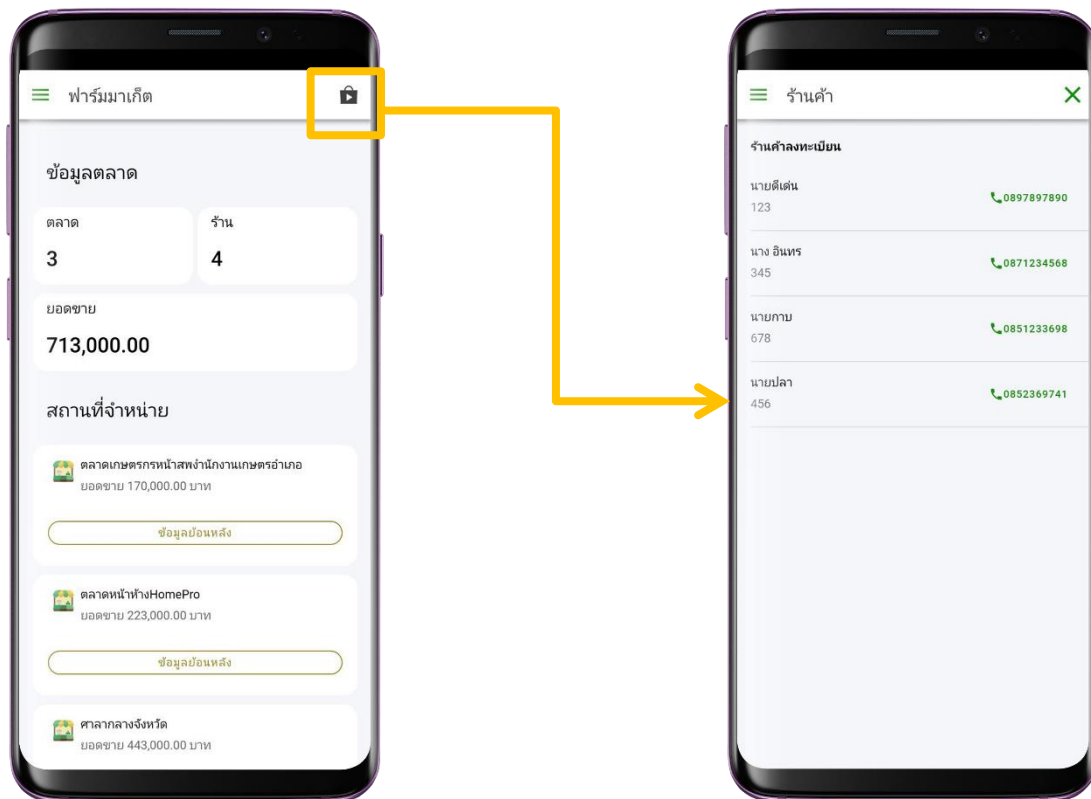 ฟาร์มมาเก็ต
ข้อมูลตลาด
ตลาด
3
ร้าน
4
ยอดขาย
713,000.00
สถานที่จำหน่าย
ตลาดเกษตรกรหน้าสพงำนักงานเกษตรอำเภอ
ยอดขาย 170,000.00 บาท
ข้อมูลย้อนหลัง
ตลาดหน้าห้างHomePro
ยอดขาย 223,000.00 บาท
ข้อมูลย้อนหลัง
ศาลากลางจังหวัด
ยอดขาย 443,000.00 บาท
ร้านค้า
ร้านค้าลงทะเบียน
นายดีเด่น
123
0897897890
นาง อินทร
345
0871234568
นายกาบ
678
0851233698
นายปลา
456
0852369741